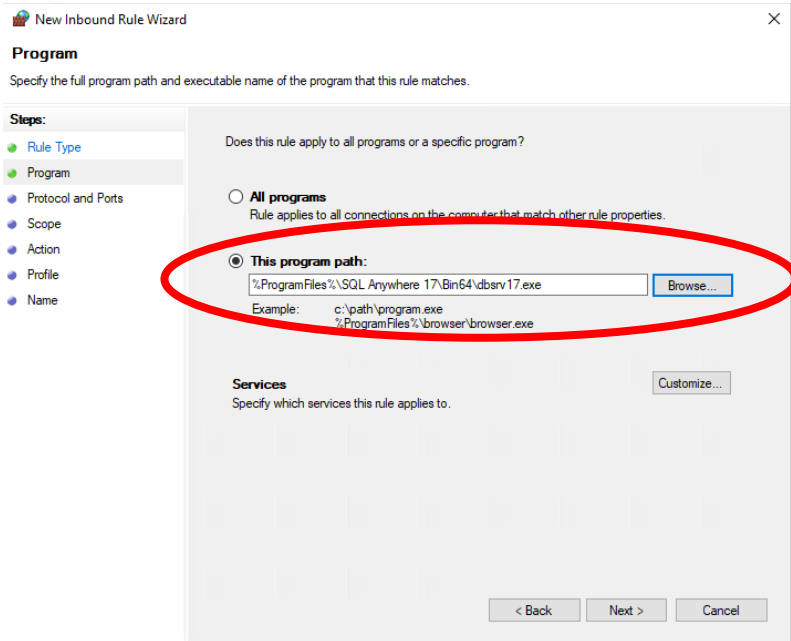 New Inbound Rule Wizard
Program
Specify the full program path and executable name of the program that this rule matches.
Steps:
Rule Type
Program
Protocol and Ports
Scope
Action
Profile
Name
Does this rule apply to all programs or a specific program?
All programs
Rule applies to all connections on the computer that match other rule properties.
This program path:
%ProgramFiles%\SQL Anywhere 17\Bin64\dbsrv17.exe
Browse...
Example: c:\path\program.exe
%ProgramFiles%\browser\browser.exe
Services
Customize...
Specify which services this rule applies to.
< Back Next > Cancel